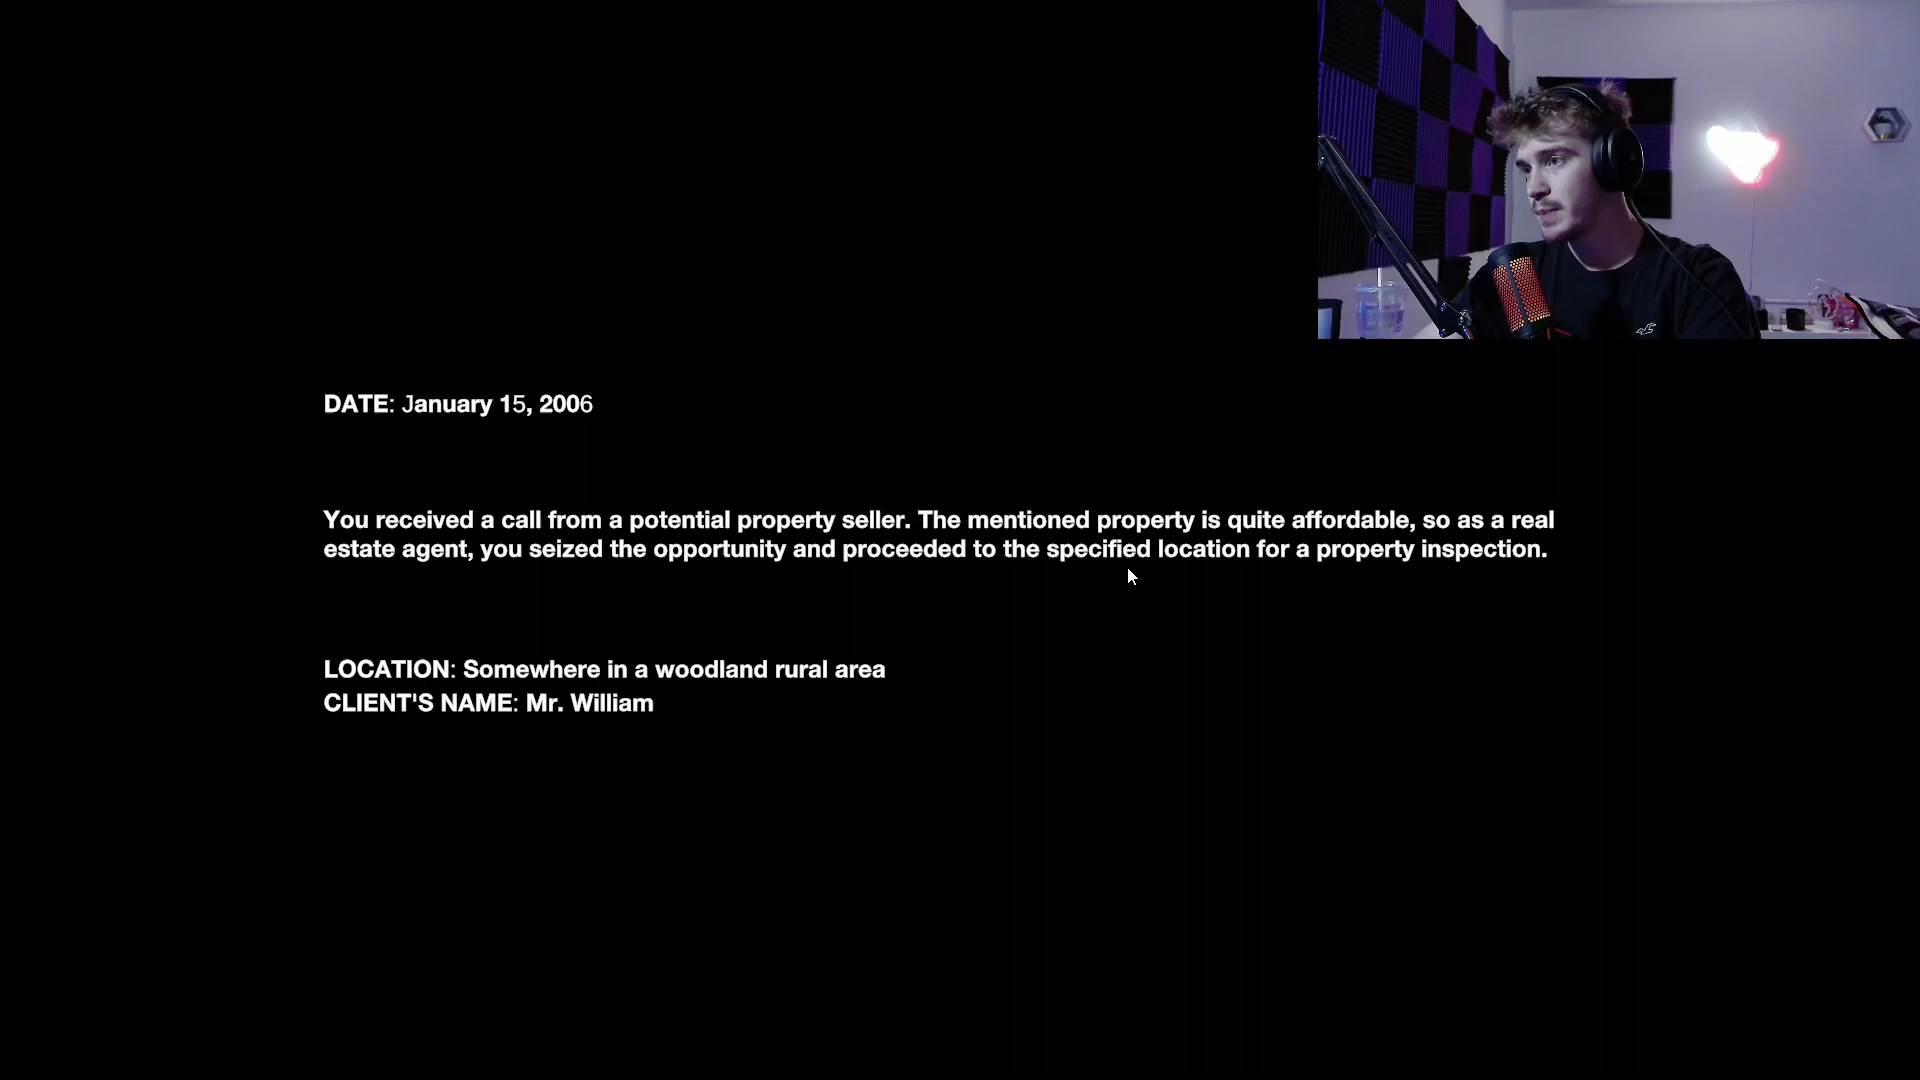 DATE: January 15, 2006
You received a call from a potential property seller. The mentioned property is quite affordable, so as a real
estate agent, you seized the opportunity and proceeded to the specified location for a property inspection.
LOCATION: Somewhere in a woodland rural area
CLIENT'S NAME: Mr. William